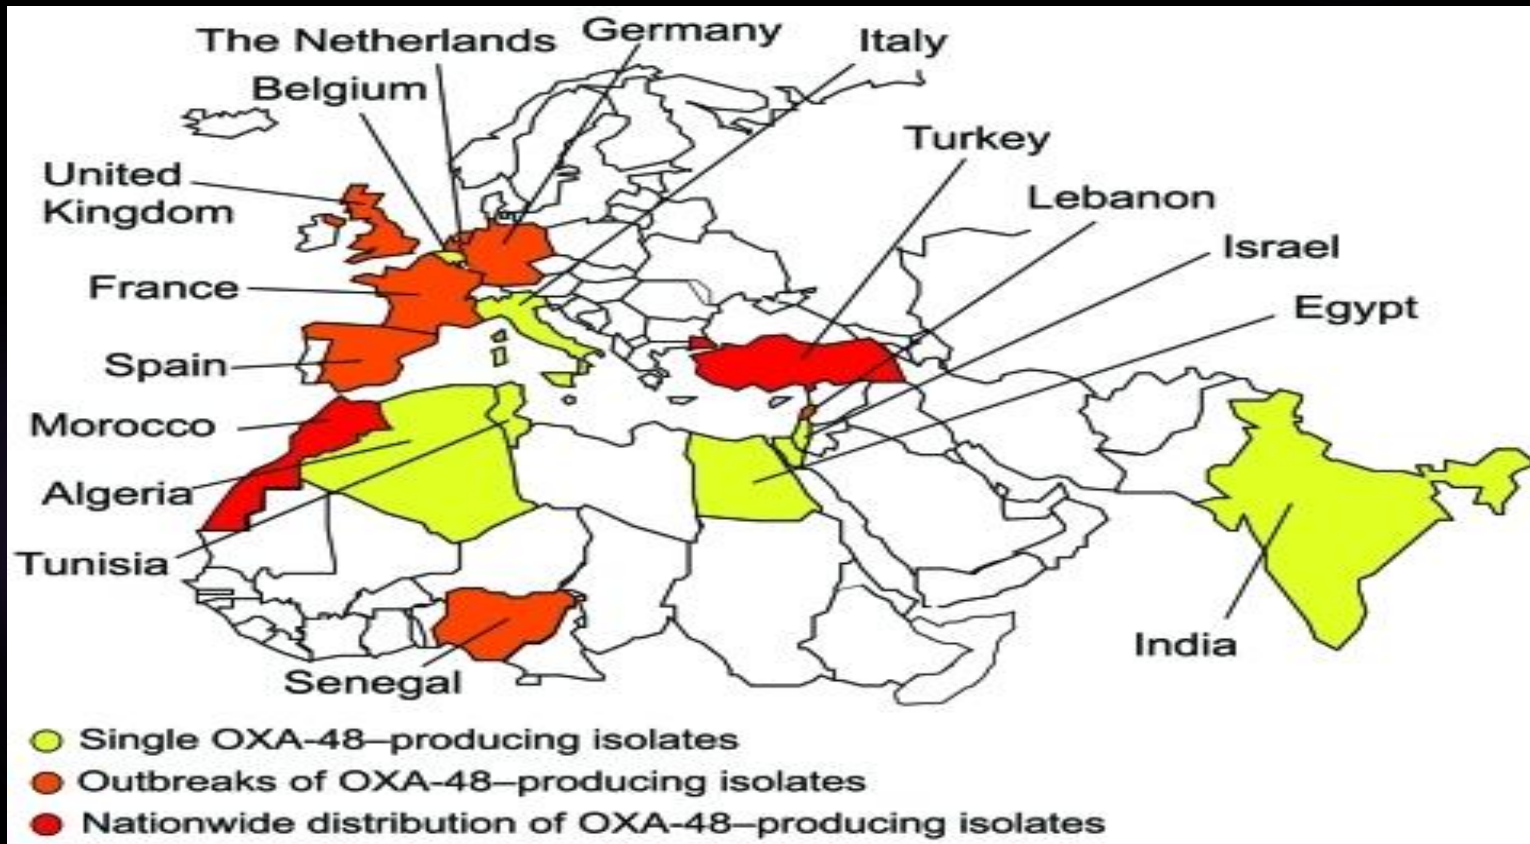 The Netherlands
Germany
Italy
Belgium
Turkey
United
Kingdom
Lebanon
Israel
France
Egypt
Spain
Morocco
Algeria
Tunisia
India
Senegal
Single OXA-48–producing isolates
Outbreaks of OXA-48–producing isolates
Nationwide distribution of OXA-48–producing isolates